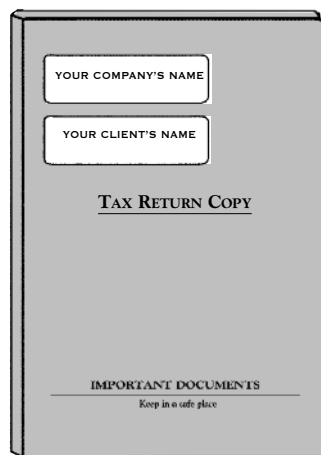 YOUR COMPANY'S NAME
YOUR CLIENT'S NAME
TAX RETURN COPY
IMPORTANT DOCUMENTS
Keep in a safe place